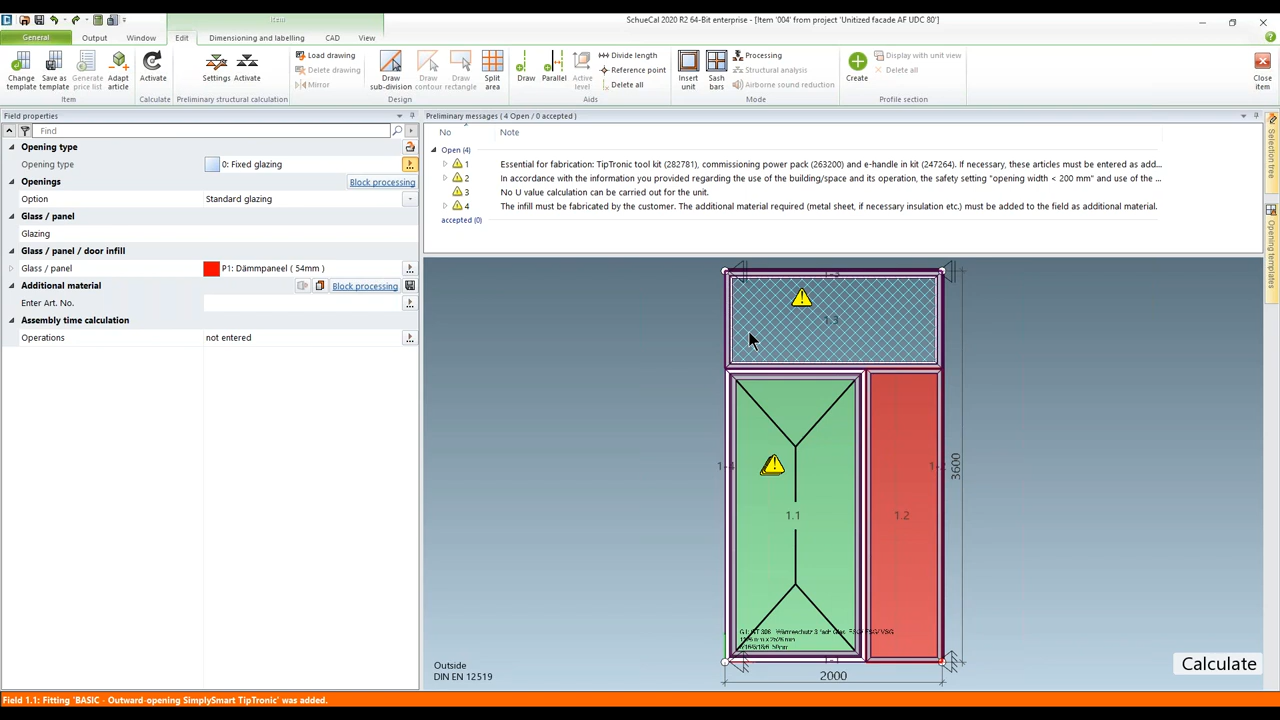 SchueCal 2020 R2 64-Bit enterprise - [Item '004' from project 'Unitized facade AF UDC 80']
Item
General Output Window Edit Dimensioning and labelling CAD View
Change template
Save as template
Generate price list
Adapt article
Item
Activate
Calculate
Settings Activate
Preliminary structural calculation
Load drawing
Delete drawing
Mirror
Draw sub-division
Draw contour
Draw rectangle
Split area
Design
Draw Parallel Active level
Divide length
Reference point
Delete all
Aids
Insert unit
Sash bars
Processing
Structural analysis
Airborne sound reduction
Mode
Create
Display with unit view
Delete all
Profile section
Close item
Field properties
Find
Opening type
Opening type 0: Fixed glazing
Openings Block processing
Option Standard glazing
Glass / panel
Glazing
Glass / panel / door infill
Glass / panel P1: Dämmpaneel ( 54mm )
Additional material Block processing
Enter Art. No.
Assembly time calculation
Operations not entered
Preliminary messages ( 4 Open / 0 accepted )
No Note
Open (4)
1 Essential for fabrication: TipTronic tool kit (282781), commissioning power pack (263200) and e-handle in kit (247264). If necessary, these articles must be entered as add...
2 In accordance with the information you provided regarding the use of the building/space and its operation, the safety setting "opening width < 200 mm" and use of the ...
3 No U value calculation can be carried out for the unit.
4 The infill must be fabricated by the customer. The additional material required (metal sheet, if necessary insulation etc.) must be added to the field as additional material.
accepted (0)
Selection tree
Opening templates
1.3
1-4
1.1
1.2
3600
2000
Outside
DIN EN 12519
Calculate
Field 1.1: Fitting 'BASIC - Outward-opening SimplySmart TipTronic' was added.